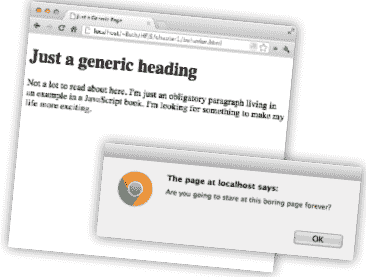 Just a Generic Page
Just a generic heading
Not a lot to read about here. I'm just an obligatory paragraph living in
an example in a JavaScript book. I'm looking for something to make my
life more exciting.
The page at localhost says:
Are you going to stare at this boring page forever?
OK